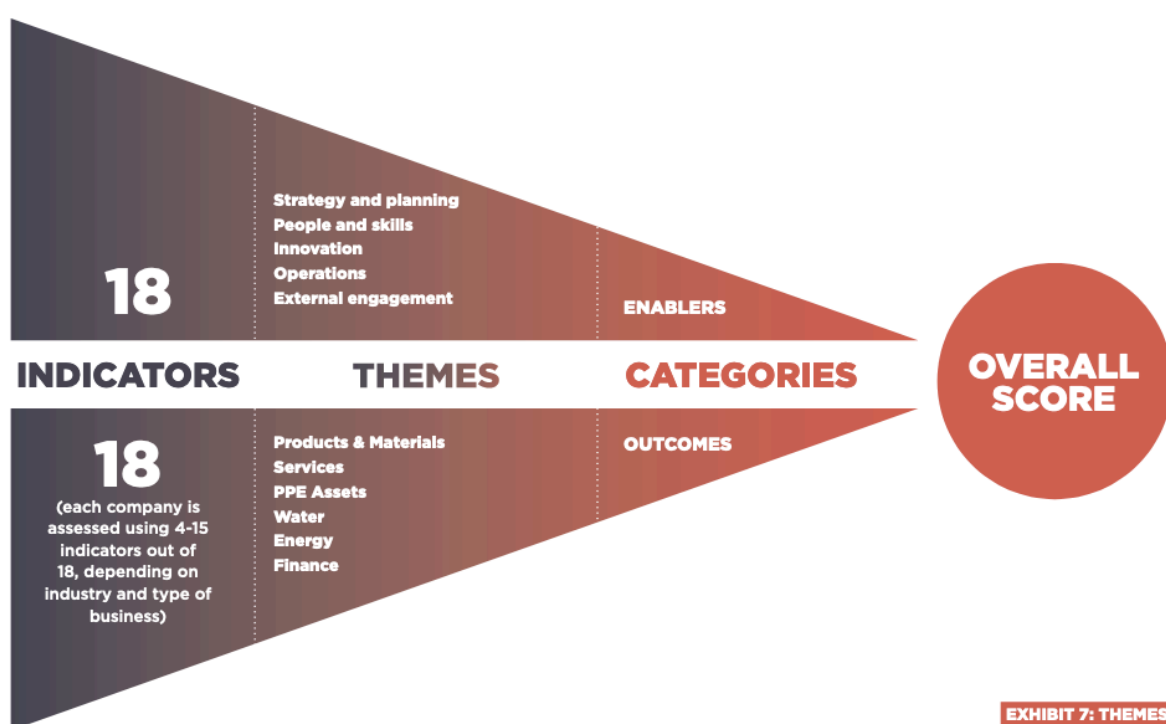 18
Strategy and planning
People and skills
Innovation
Operations
External engagement
ENABLERS
INDICATORS
THEMES
CATEGORIES
OVERALL
SCORE
18
(each company is
assessed using 4-15
indicators out of
18, depending on
industry and type of
business)
Products & Materials
Services
PPE Assets
Water
Energy
Finance
OUTCOMES
EXHIBIT 7: THEMES